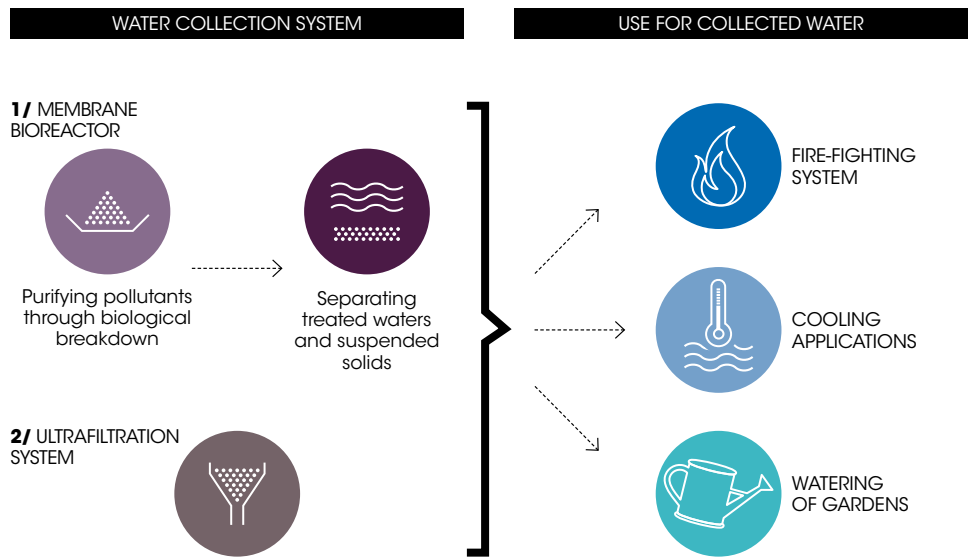 WATER COLLECTION SYSTEM
1/ MEMBRANE
BIOREACTOR
Purifying pollutants
through biological
breakdown
Separating
treated waters
and suspended
solids
2/ ULTRAFILTRATION
SYSTEM
USE FOR COLLECTED WATER
FIRE-FIGHTING
SYSTEM
COOLING
APPLICATIONS
WATERING
OF GARDENS